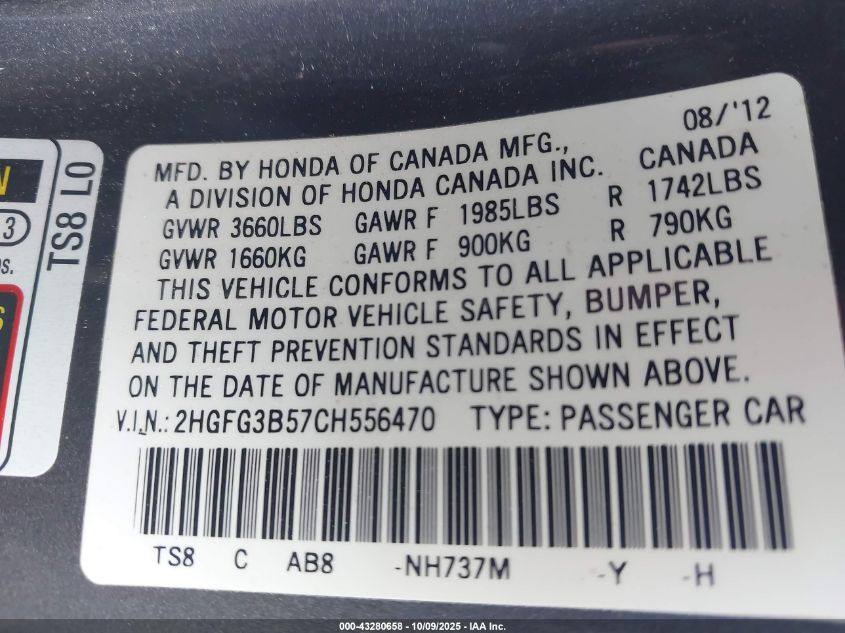 08/'12
MFD. BY HONDA OF CANADA MFG.,
A DIVISION OF HONDA CANADA INC. CANADA
GVWR 3660LBS GAWR F 1985LBS R 1742LBS
GVWR 1660KG GAWR F 900KG R 790KG
THIS VEHICLE CONFORMS TO ALL APPLICABLE
FEDERAL MOTOR VEHICLE SAFETY, BUMPER,
AND THEFT PREVENTION STANDARDS IN EFFECT
ON THE DATE OF MANUFACTURE SHOWN ABOVE.
V.I.N.: 2HGFG3B57CH556470 TYPE: PASSENGER CAR
TS8 C AB8 -NH737M -Y -H
TS8 L0
N
3
S
000-43280658 - 10/09/2025 - IAA Inc.